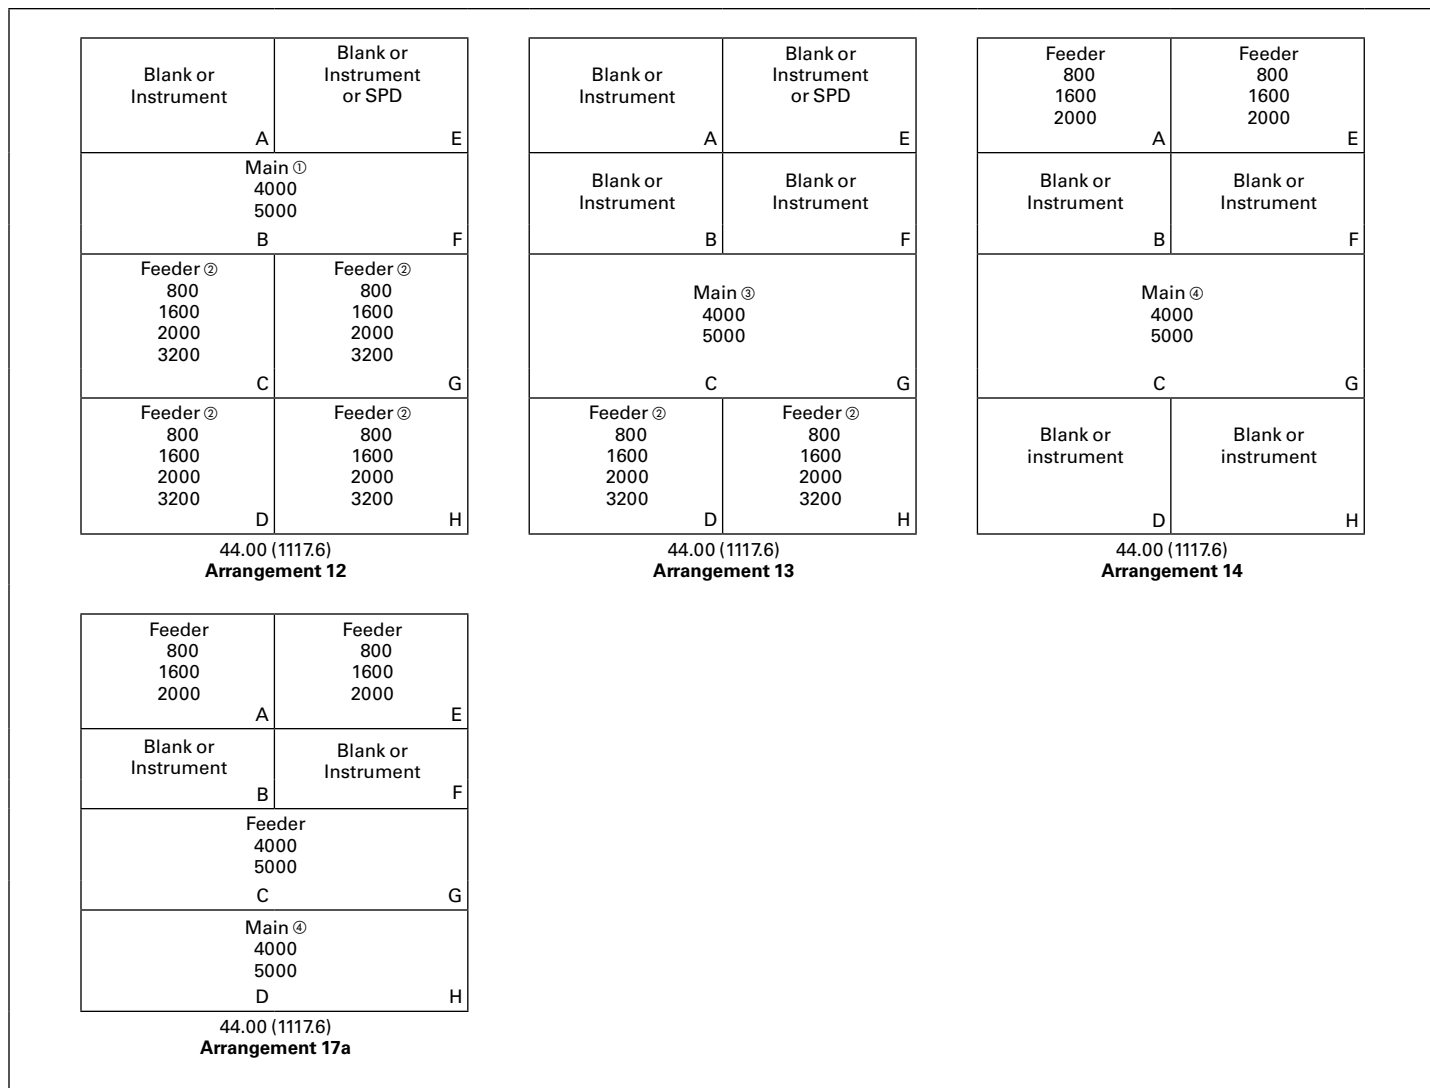 Blank or
Instrument
A
Blank or
Instrument
or SPD
E
Main ①
4000
5000
B
F
Feeder ②
800
1600
2000
3200
C
Feeder ②
800
1600
2000
3200
G
Feeder ②
800
1600
2000
3200
D
Feeder ②
800
1600
2000
3200
H
44.00 (1117.6)
Arrangement 12
Blank or
Instrument
A
Blank or
Instrument
or SPD
E
Blank or
Instrument
B
Blank or
Instrument
F
Main ③
4000
5000
C
G
Feeder ②
800
1600
2000
3200
D
Feeder ②
800
1600
2000
3200
H
44.00 (1117.6)
Arrangement 13
Feeder
800
1600
2000
A
Feeder
800
1600
2000
E
Blank or
Instrument
B
Blank or
Instrument
F
Main ④
4000
5000
C
G
Blank or
instrument
D
Blank or
instrument
H
44.00 (1117.6)
Arrangement 14
Feeder
800
1600
2000
A
Feeder
800
1600
2000
E
Blank or
Instrument
B
Blank or
Instrument
F
Feeder
4000
5000
C
G
Main ④
4000
5000
D
H
44.00 (1117.6)
Arrangement 17a